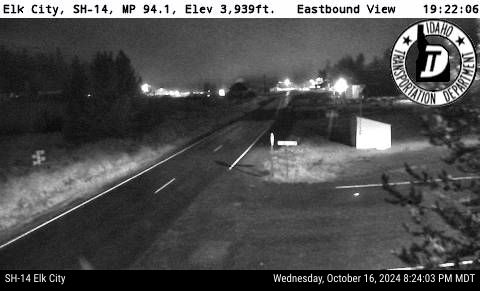 Elk City, SH-14, MP 94.1, Elev 3,939ft. Eastbound View 19:22:06
IDAHO
TRANSPORTATION DEPARTMENT
SH-14 Elk City Wednesday, October 16, 2024 8:24:03 PM MDT